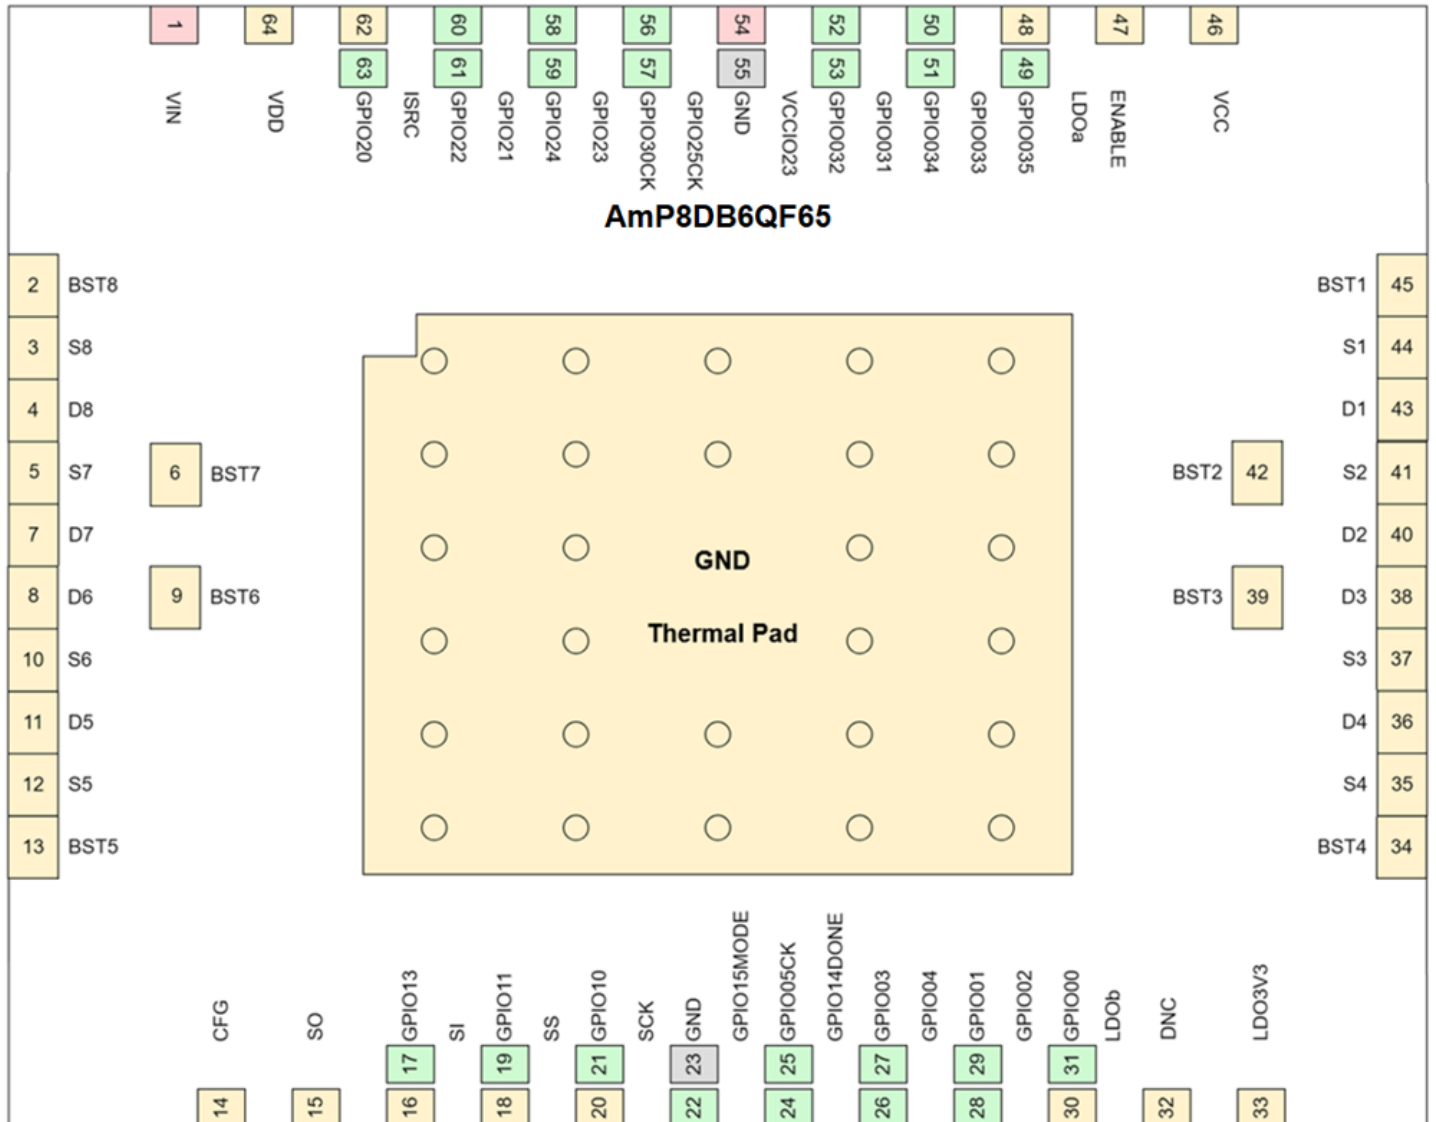 1 64 62 60 58 56 54 52 50 48 47 46
63 61 59 57 55 53 51 49
VIN VDD GPIO20 ISRC GPIO22 GPIO21 GPIO24 GPIO23 GPIO30CK GPIO25CK GND VCCIO23 GPIO032 GPIO031 GPIO034 GPIO033 GPIO035 LDOa ENABLE VCC
AmP8DB6QF65
2 BST8 BST1 45
3 S8 S1 44
4 D8 D1 43
5 S7 6 BST7 BST2 42 S2 41
7 D7 D2 40
8 D6 9 BST6 BST3 39 D3 38
10 S6 S3 37
11 D5 D4 36
12 S5 S4 35
13 BST5 BST4 34
GND
Thermal Pad
CFG SO GPIO13 SI GPIO11 SS GPIO10 SCK GND GPIO15MODE GPIO05CK GPIO14DONE GPIO03 GPIO04 GPIO01 GPIO02 GPIO00 LDOb DNC LDO3V3
17 19 21 23 25 27 29 31
14 15 16 18 20 22 24 26 28 30 32 33